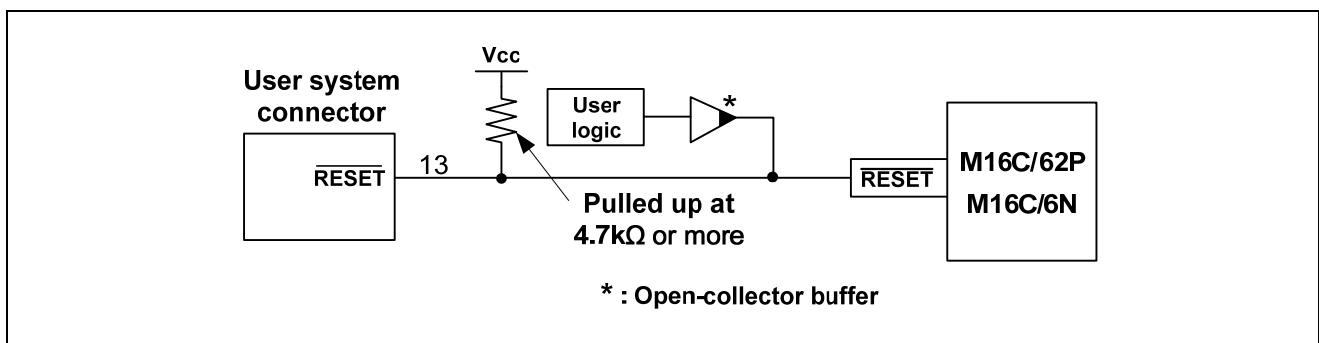 Vcc
User system
connector
User
logic
*
RESET
13
RESET
M16C/62P
M16C/6N
Pulled up at
4.7kΩ or more
* : Open-collector buffer